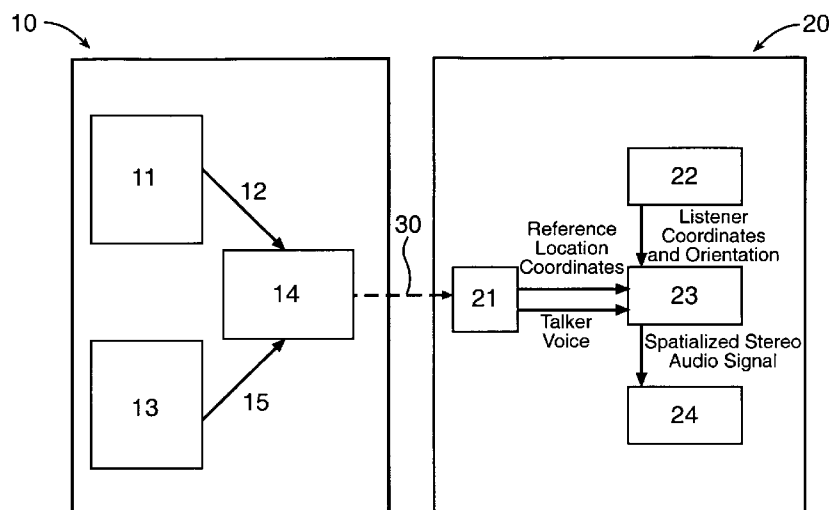 10
20
11
12
13
15
14
30
21
Reference
Location
Coordinates
Talker
Voice
22
Listener
Coordinates
and Orientation
23
Spatialized Stereo
Audio Signal
24